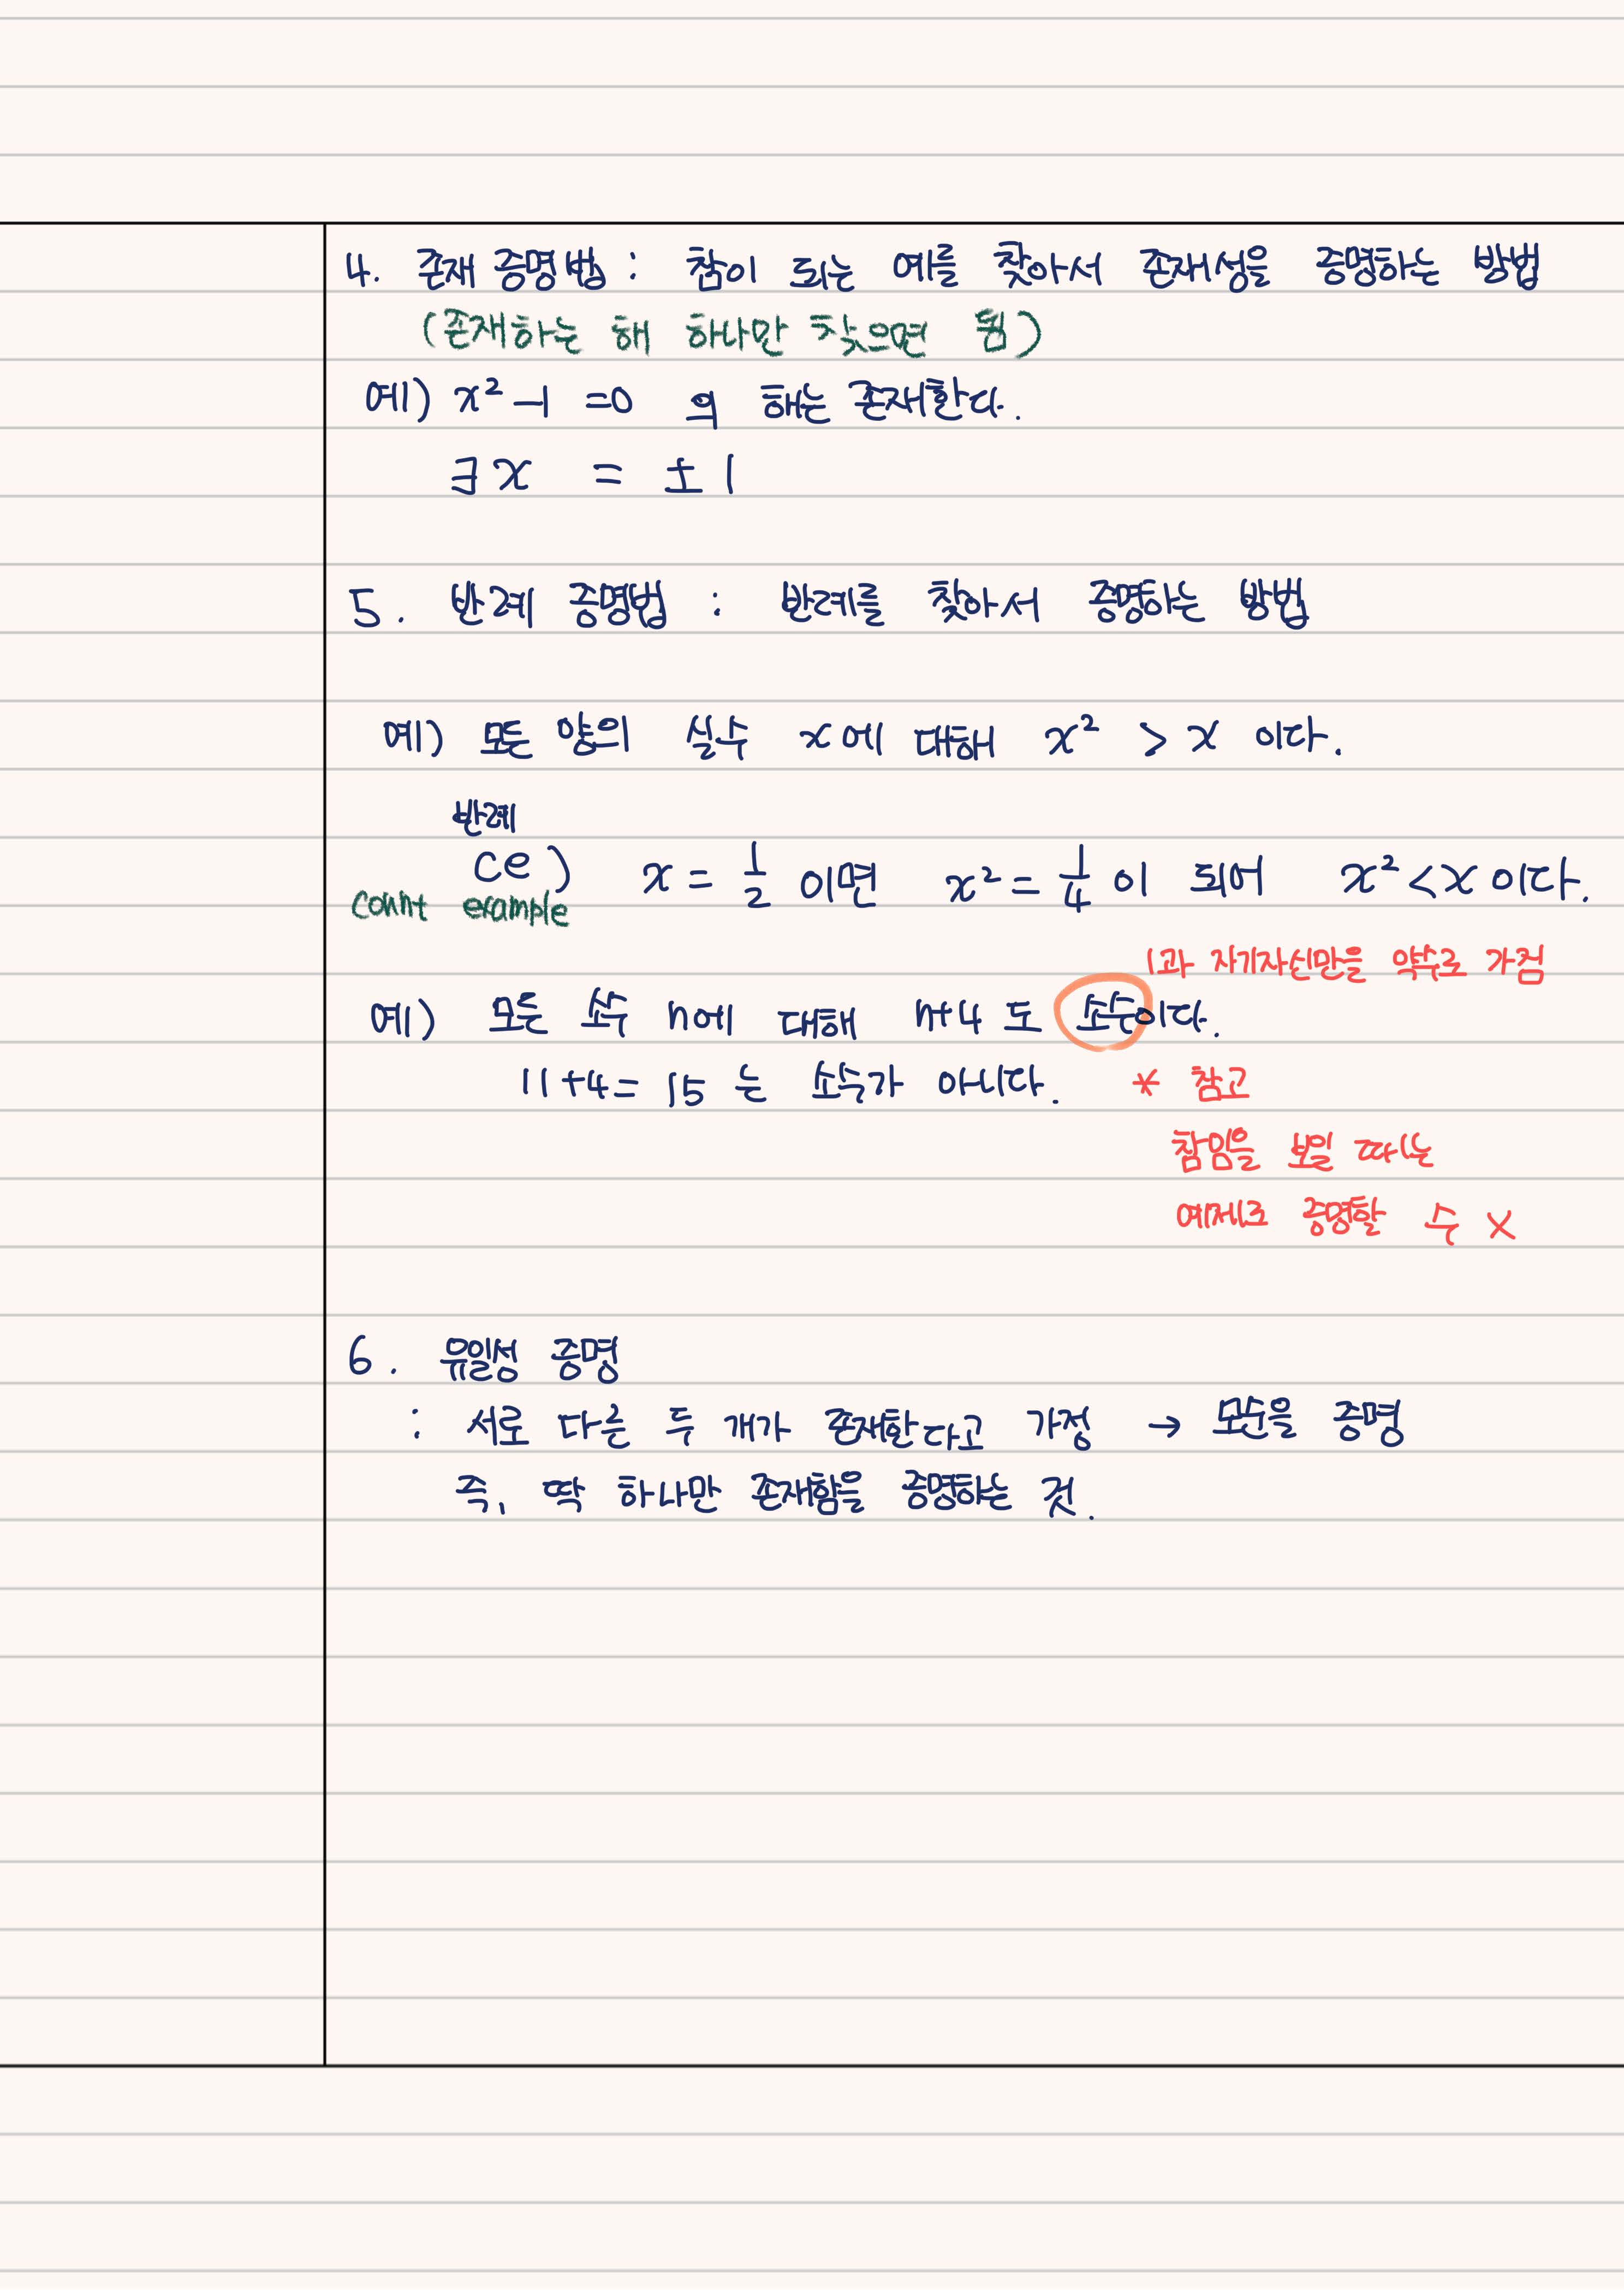 4. 존재 증명법 : 참이 되는 예를 찾아서 존재성을 증명하는 방법
(존재하는 해 하나만 찾으면 됨)
예) x² -1 =0 의 해는 존재한다.
∃x = ±1
5. 반례 증명법 : 반례를 찾아서 증명하는 방법
예) 모든 양의 실수 x에 대해 x² > x 이다.
반례
ce) x = 1/2 이면 x² = 1/4 이 되어 x² < x 이다.
count example
1과 자기자신만을 약수로 가짐
예) 모든 소수 n에 대해 n+4 도 소수이다.
11+4= 15 는 소수가 아니다. * 참고
참임을 보일 때는
예제로 증명할 수 X
6. 유일성 증명
: 서로 다른 두 개가 존재한다고 가정 → 모순을 증명
즉, 딱 하나만 존재함을 증명하는 것.